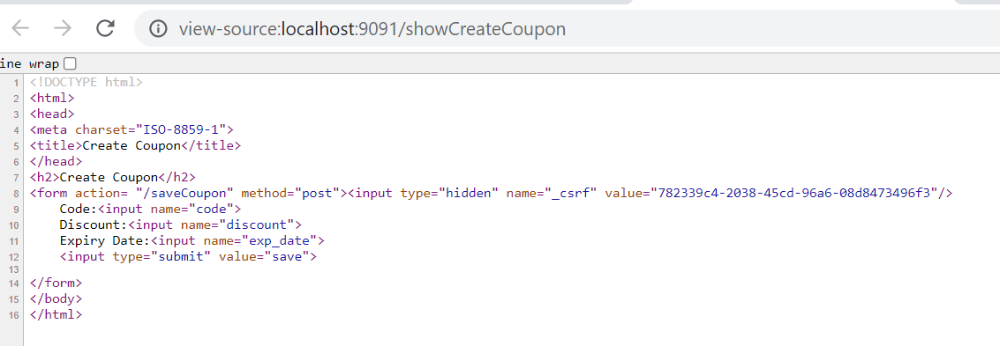 view-source:localhost:9091/showCreateCoupon
ine wrap
1 <!DOCTYPE html>
2 <html>
3 <head>
4 <meta charset="ISO-8859-1">
5 <title>Create Coupon</title>
6 </head>
7 <h2>Create Coupon</h2>
8 <form action= "/saveCoupon" method="post"><input type="hidden" name="_csrf" value="782339c4-2038-45cd-96a6-08d8473496f3"/>
9     Code:<input name="code">
10     Discount:<input name="discount">
11     Expiry Date:<input name="exp_date">
12     <input type="submit" value="save">
13
14 </form>
15 </body>
16 </html>